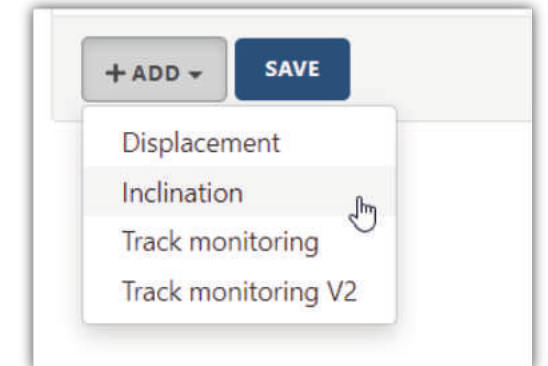 + ADD
SAVE
Displacement
Inclination
Track monitoring
Track monitoring V2